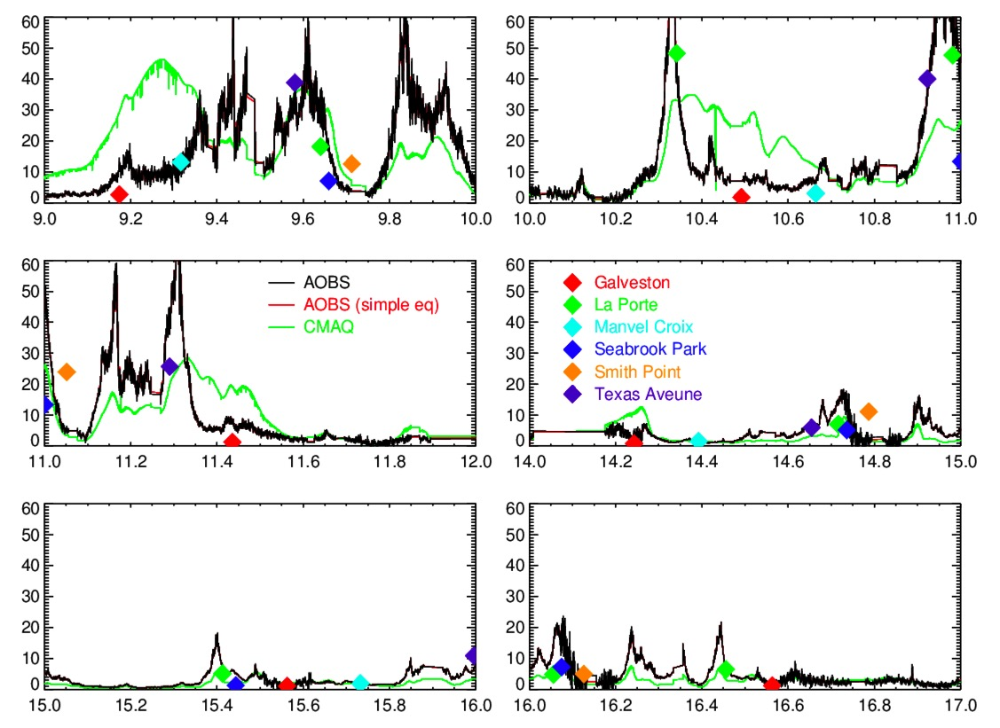 60 50 40 30 20 10 0
9.0 9.2 9.4 9.6 9.8 10.0
60 50 40 30 20 10 0
10.0 10.2 10.4 10.6 10.8 11.0
60 50 40 30 20 10 0
AOBS
AOBS (simple eq)
CMAQ
11.0 11.2 11.4 11.6 11.8 12.0
60 50 40 30 20 10 0
Galveston
La Porte
Manvel Croix
Seabrook Park
Smith Point
Texas Aveune
14.0 14.2 14.4 14.6 14.8 15.0
60 50 40 30 20 10 0
15.0 15.2 15.4 15.6 15.8 16.0
60 50 40 30 20 10 0
16.0 16.2 16.4 16.6 16.8 17.0